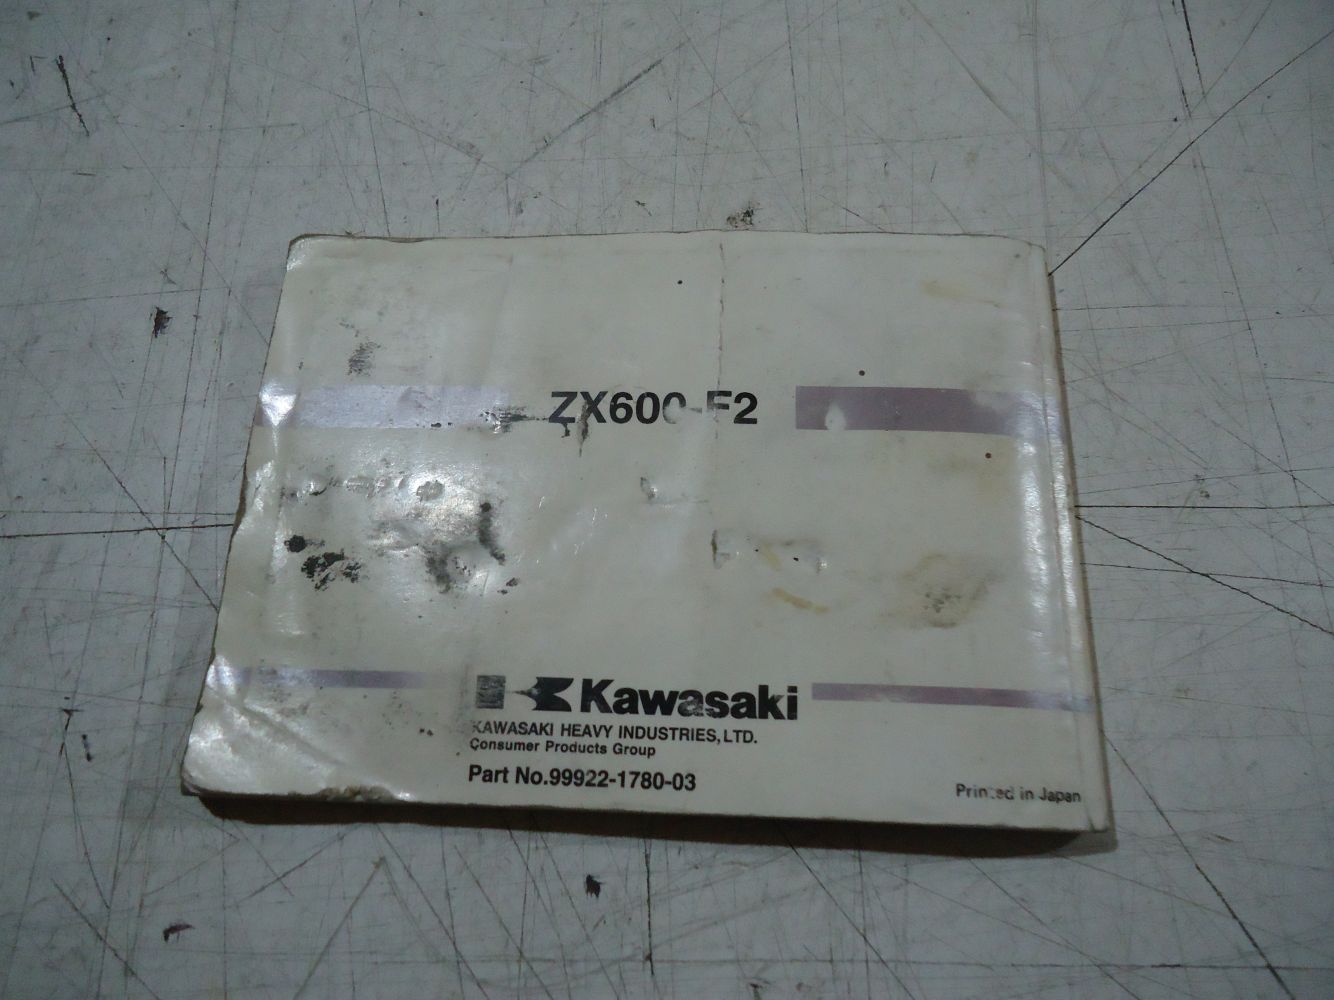 ZX600-F2
Kawasaki
KAWASAKI HEAVY INDUSTRIES, LTD.
Consumer Products Group
Part No.99922-1780-03
Printed in Japan